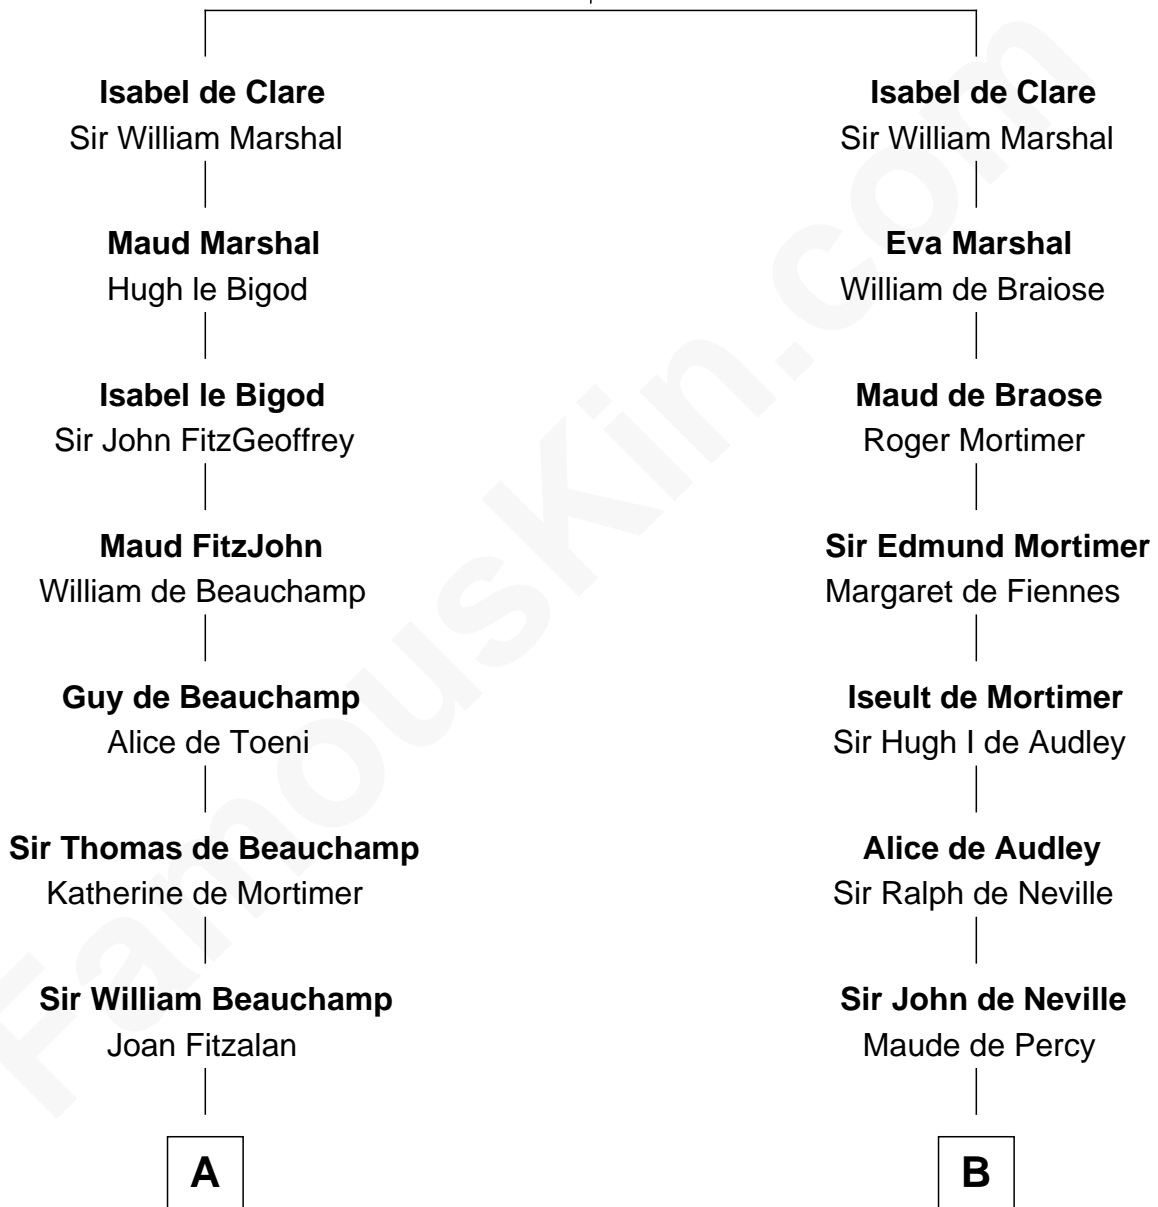 Isabel de Clare
Sir William Marshal
Maud Marshal
Hugh le Bigod
Isabel le Bigod
Sir John FitzGeoffrey
Maud FitzJohn
William de Beauchamp
Guy de Beauchamp
Alice de Toeni
Sir Thomas de Beauchamp
Katherine de Mortimer
Sir William Beauchamp
Joan Fitzalan
A
Isabel de Clare
Sir William Marshal
Eva Marshal
William de Braiose
Maud de Braose
Roger Mortimer
Sir Edmund Mortimer
Margaret de Fiennes
Iseult de Mortimer
Sir Hugh I de Audley
Alice de Audley
Sir Ralph de Neville
Sir John de Neville
Maude de Percy
B
FamousKin.com